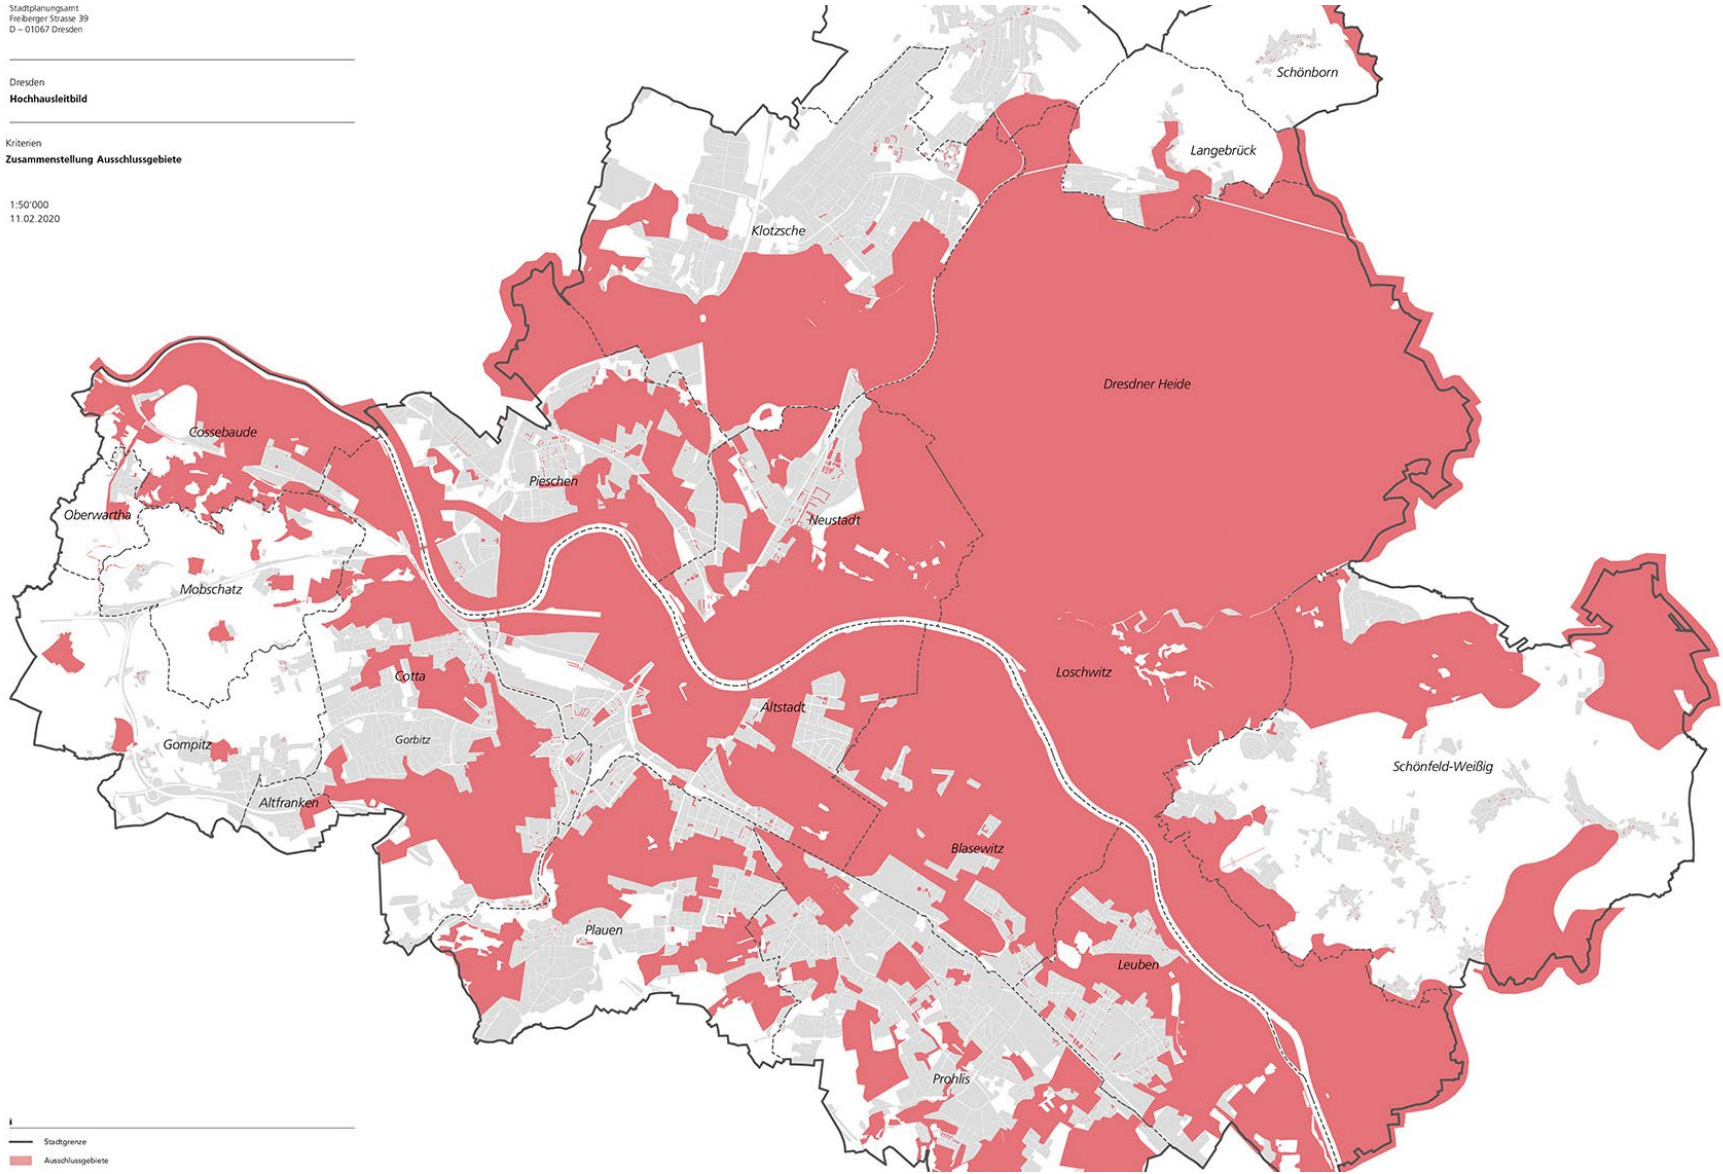 Stadtplanungsamt
Freiberger Strasse 39
D – 01067 Dresden
Dresden
Hochhausleitbild
Kriterien
Zusammenstellung Ausschlussgebiete
1:50'000
11.02.2020
Schönborn
Langebrück
Klotzsche
Dresdner Heide
Cossebaude
Pieschen
Oberwartha
Neustadt
Mobschatz
Loschwitz
Cotta
Altstadt
Gorbitz
Gompitz
Schönfeld-Weißig
Altfranken
Blasewitz
Plauen
Leuben
Prohlis
Stadtgrenze
Ausschlussgebiete